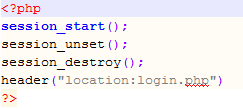 <?php
session_start();
session_unset();
session_destroy();
header("location:login.php")
?>